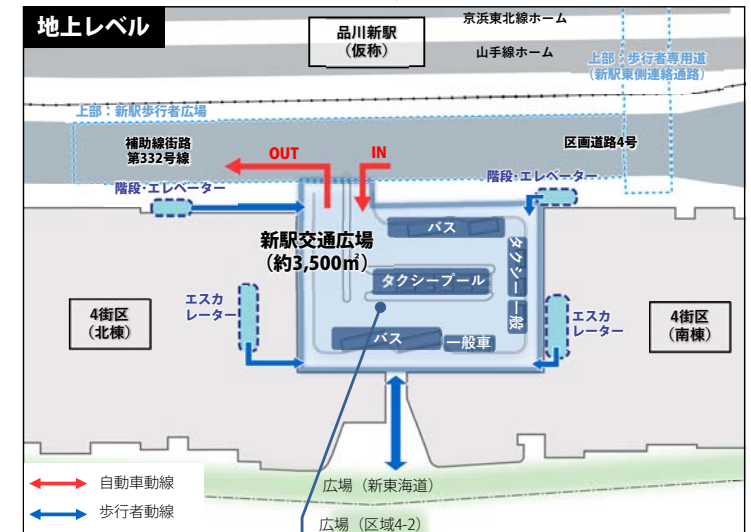 地上レベル
品川新駅
(仮称)
京浜東北線ホーム
山手線ホーム
上部:歩行者専用道
(新駅東側連絡通路)
上部:新駅歩行者広場
補助線街路
第332号線
OUT
IN
区画道路4号
階段・エレベーター
階段・エレベーター
新駅交通広場
(約3,500㎡)
バス
タクシー
一般
タクシープール
バス
一般車
エスカ
レーター
エスカ
レーター
4街区
(北棟)
4街区
(南棟)
自動車動線
歩行者動線
広場(新東海道)
広場(区域4-2)